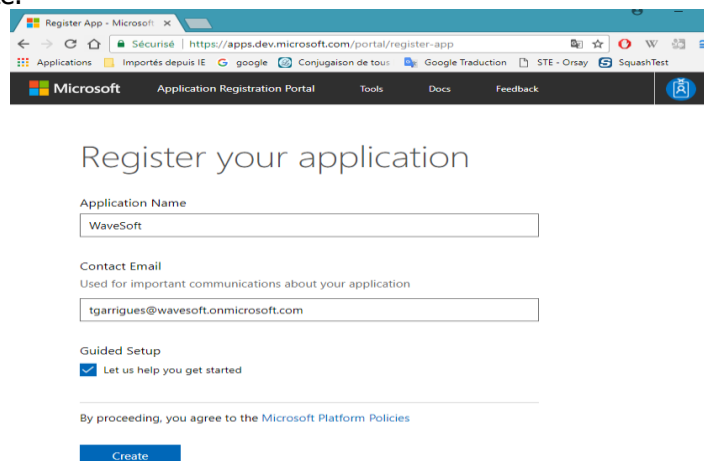 Register App - Microsoft
Sécurisé | https://apps.dev.microsoft.com/portal/register-app
Applications Importés depuis IE google Conjugaison de tous Google Traduction STE - Orsay SquashTest
Microsoft Application Registration Portal Tools Docs Feedback
Register your application
Application Name
WaveSoft
Contact Email
Used for important communications about your application
tgarrigues@wavesoft.onmicrosoft.com
Guided Setup
Let us help you get started
By proceeding, you agree to the Microsoft Platform Policies
Create